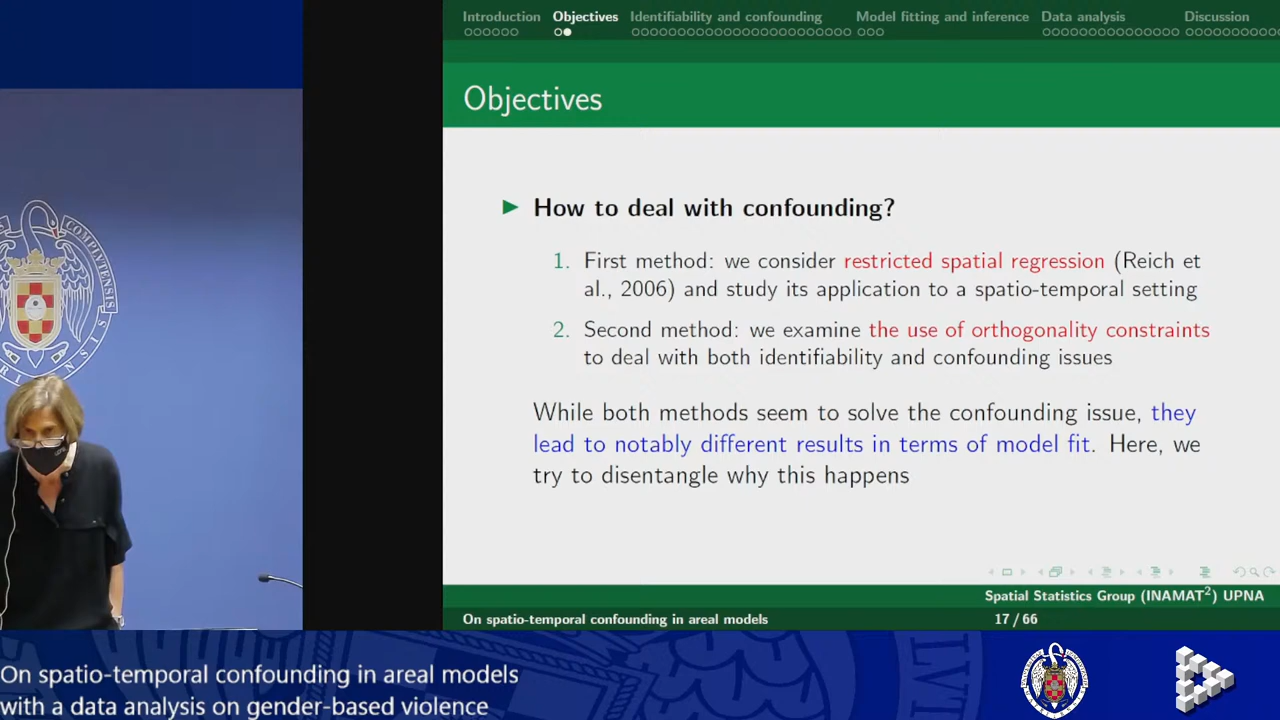 Introduction Objectives Identifiability and confounding Model fitting and inference Data analysis Discussion
Objectives
How to deal with confounding?
1. First method: we consider restricted spatial regression (Reich et
al., 2006) and study its application to a spatio-temporal setting
2. Second method: we examine the use of orthogonality constraints
to deal with both identifiability and confounding issues
While both methods seem to solve the confounding issue, they
lead to notably different results in terms of model fit. Here, we
try to disentangle why this happens
Spatial Statistics Group (INAMAT²) UPNA
On spatio-temporal confounding in areal models 17 / 66
On spatio-temporal confounding in areal models
with a data analysis on gender-based violence